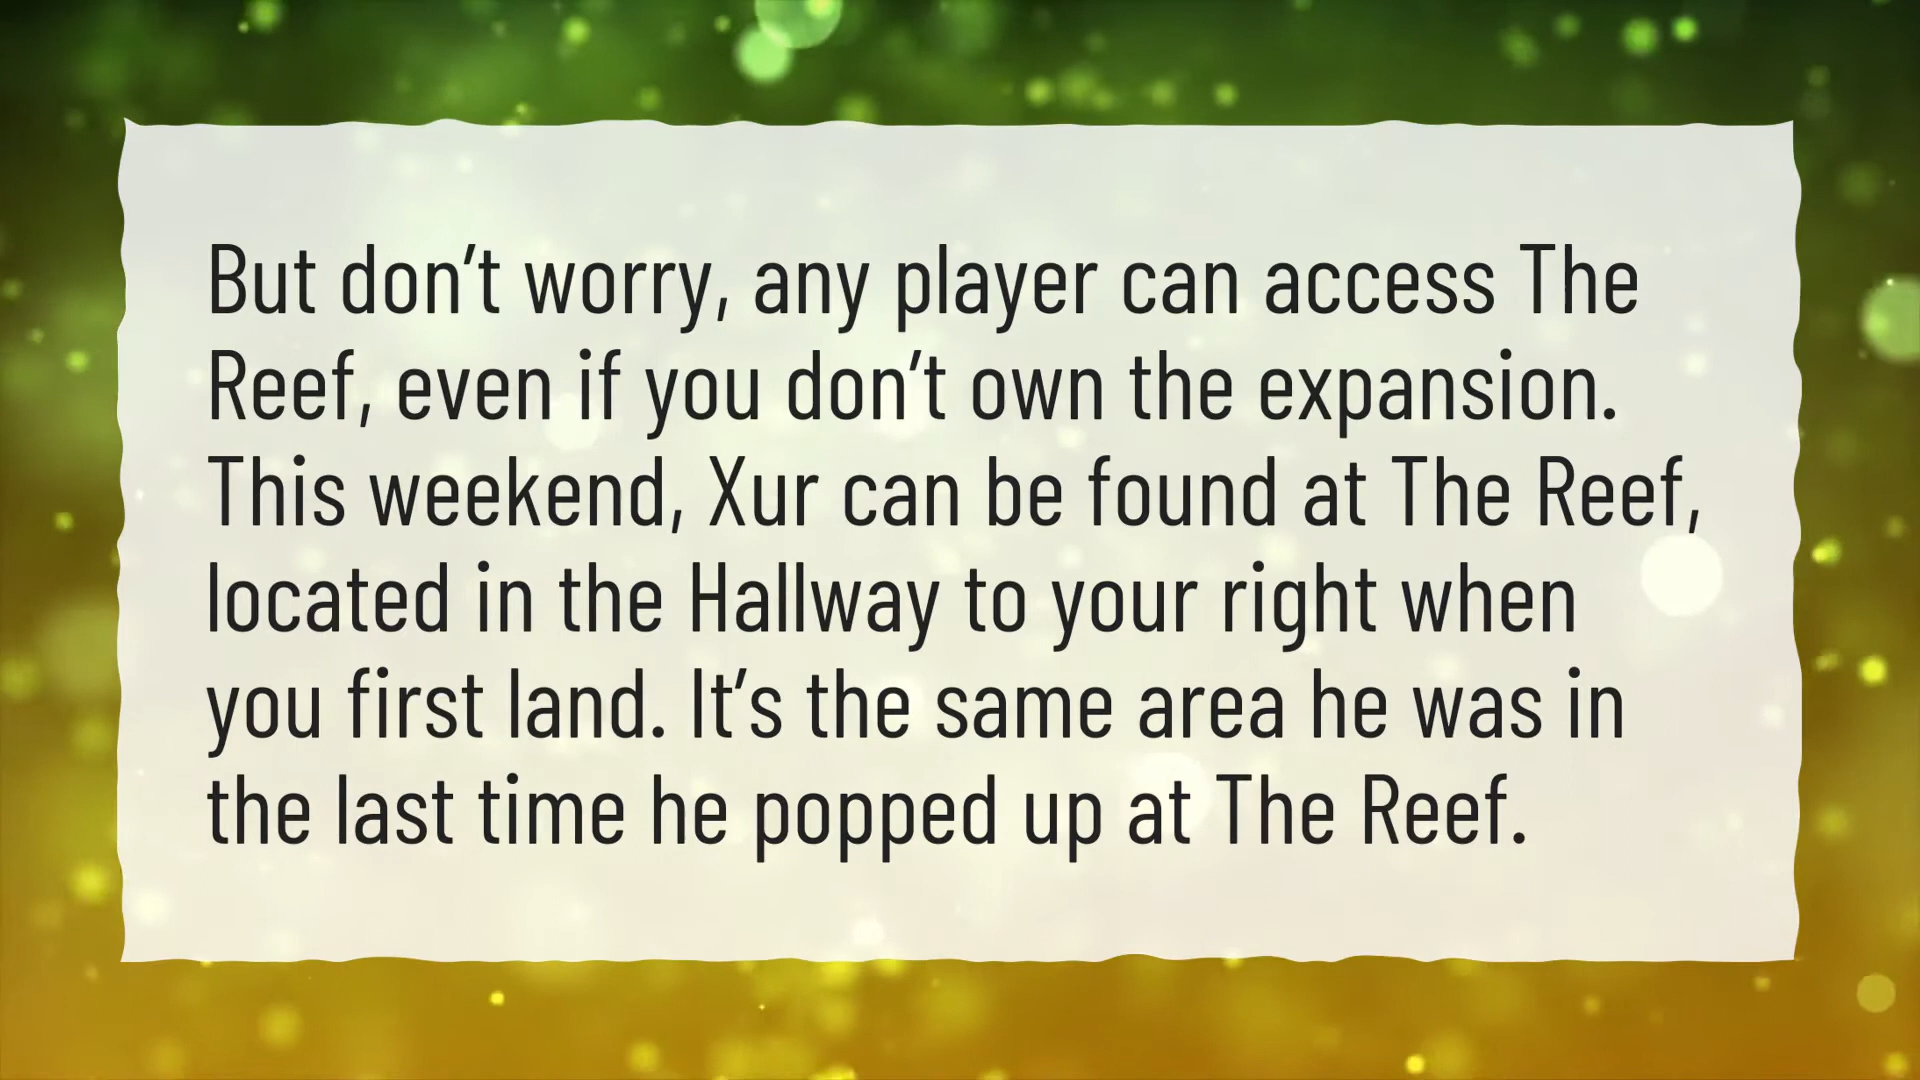 But don’t worry, any player can access The
Reef, even if you don’t own the expansion.
This weekend, Xur can be found at The Reef,
located in the Hallway to your right when
you first land. It’s the same area he was in
the last time he popped up at The Reef.